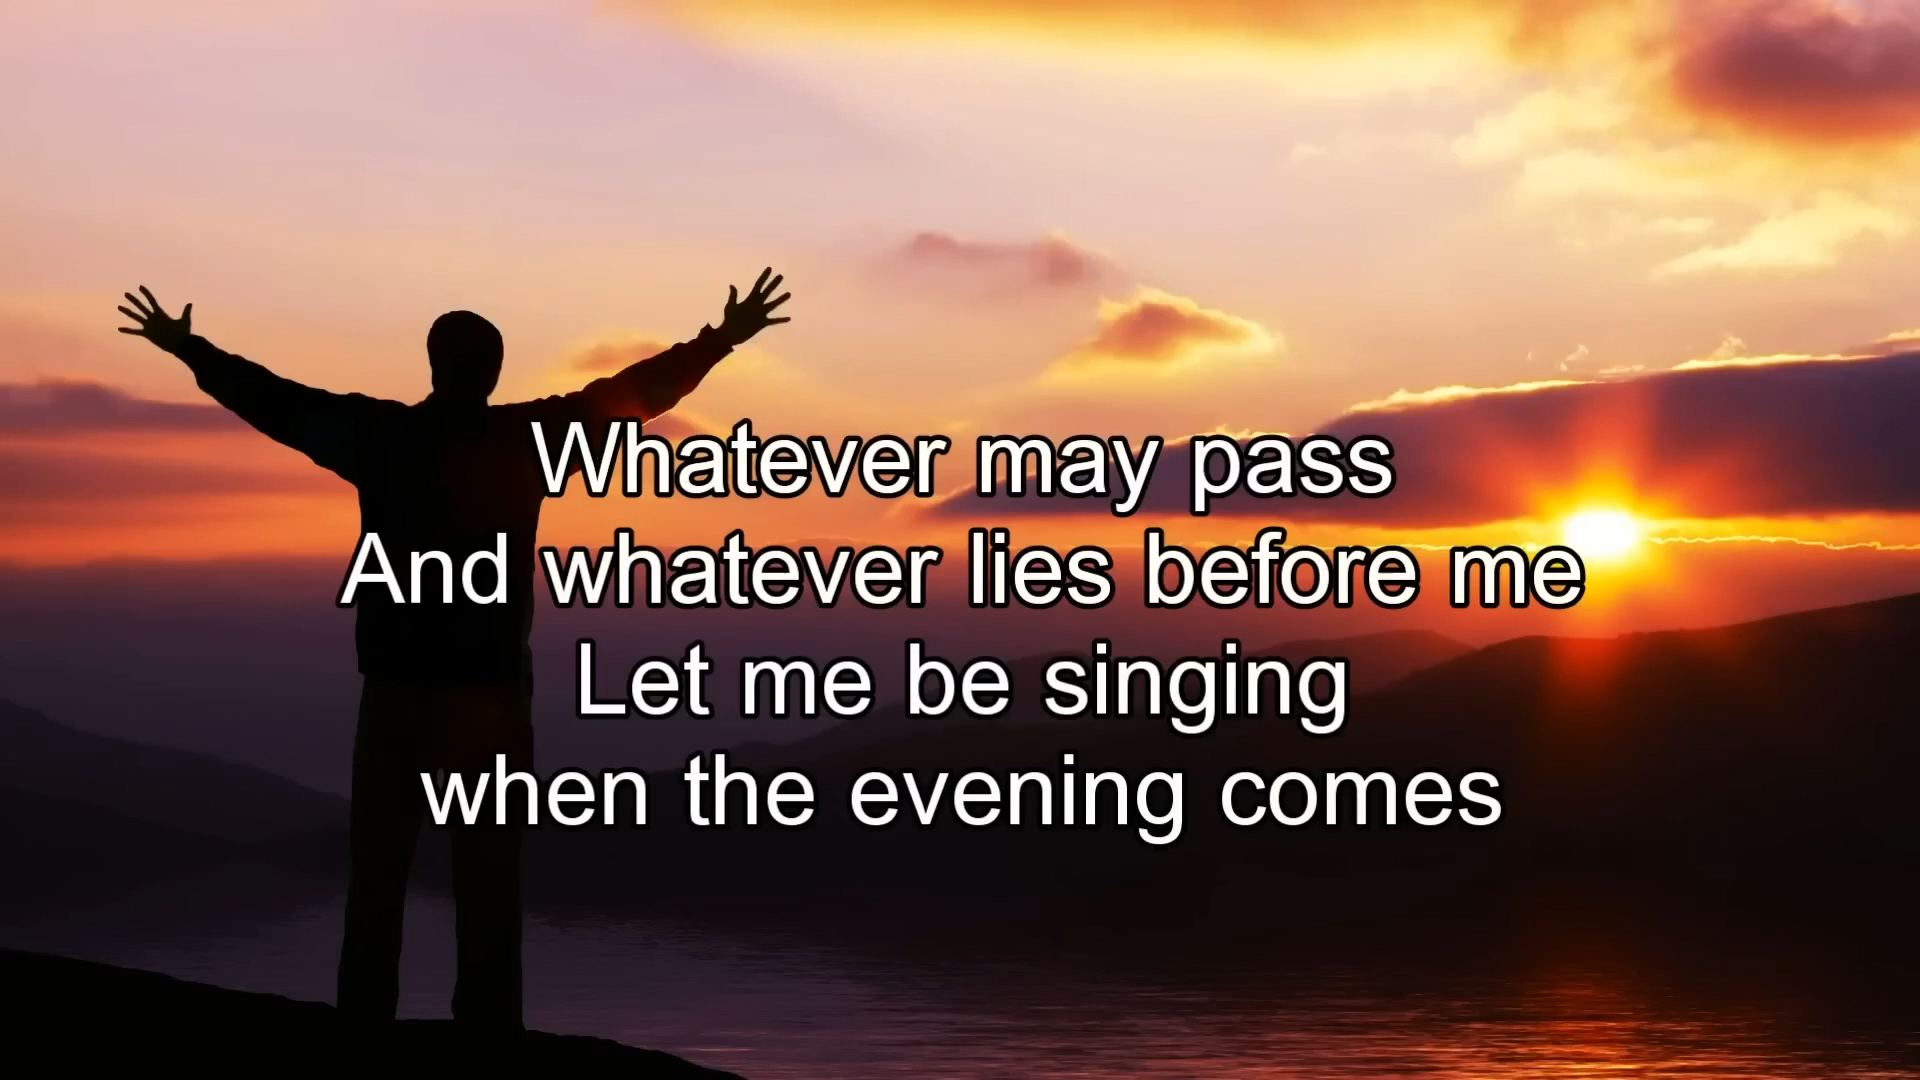 Whatever may pass
And whatever lies before me
Let me be singing
when the evening comes